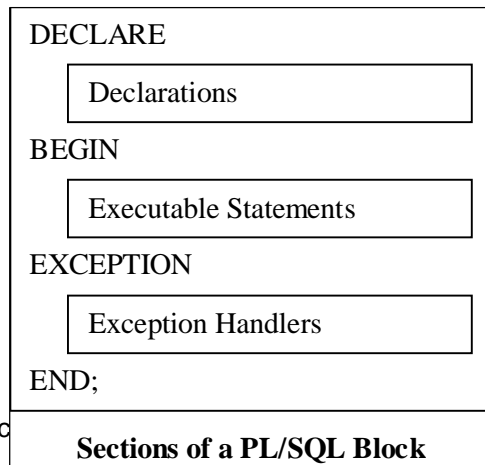 DECLARE
Declarations
BEGIN
Executable Statements
EXCEPTION
Exception Handlers
END;
c
Sections of a PL/SQL Block